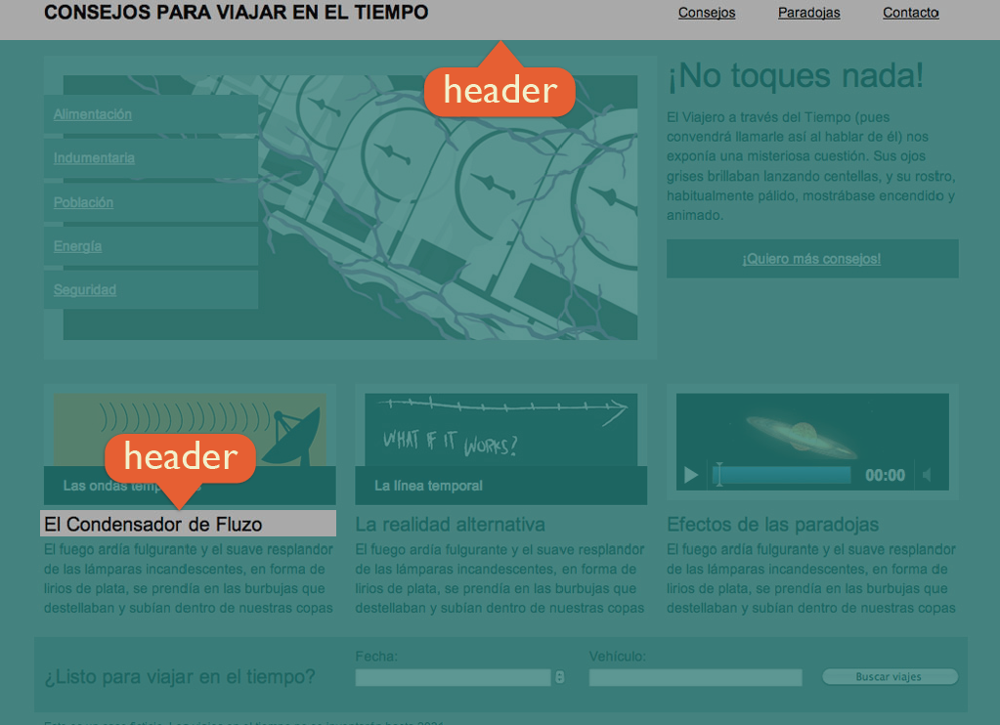 CONSEJOS PARA VIAJAR EN EL TIEMPO
Consejos Paradojas Contacto
header
¡No toques nada!
El Viajero a través del Tiempo (pues
convendrá llamarle así al hablar de él) nos
exponía una misteriosa cuestión. Sus ojos
grises brillaban lanzando centellas, y su rostro,
habitualmente pálido, mostrábase encendido y
animado.
¡Quiero más consejos!
Alimentación
Indumentaria
Población
Energía
Seguridad
header
Las ondas
El Condensador de Fluzo
El fuego ardía fulgurante y el suave resplandor
de las lámparas incandescentes, en forma de
lirios de plata, se prendía en las burbujas que
destellaban y subían dentro de nuestras copas
WHAT IF IT WORKS?
La línea temporal
La realidad alternativa
El fuego ardía fulgurante y el suave resplandor
de las lámparas incandescentes, en forma de
lirios de plata, se prendía en las burbujas que
destellaban y subían dentro de nuestras copas
00:00
Efectos de las paradojas
El fuego ardía fulgurante y el suave resplandor
de las lámparas incandescentes, en forma de
lirios de plata, se prendía en las burbujas que
destellaban y subían dentro de nuestras copas
¿Listo para viajar en el tiempo?
Fecha:
Vehículo:
Buscar viajes